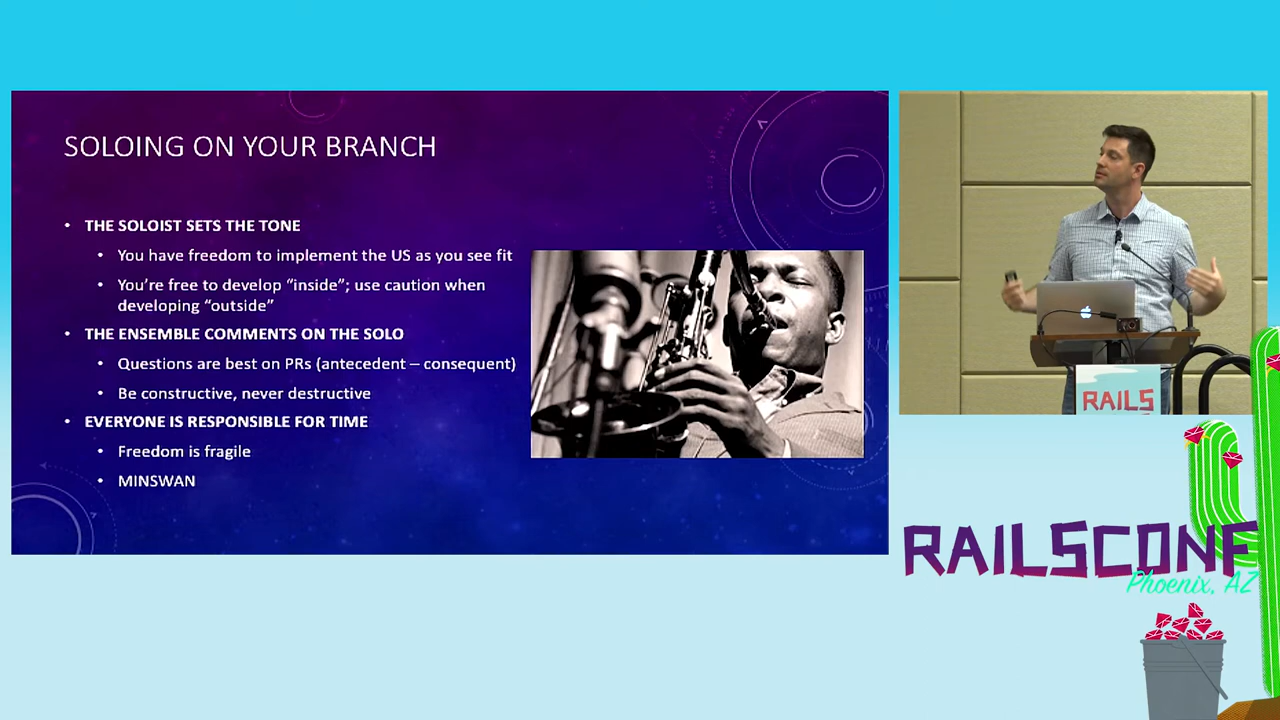 SOLOING ON YOUR BRANCH
• THE SOLOIST SETS THE TONE
• You have freedom to implement the US as you see fit
• You're free to develop “inside”; use caution when
developing “outside”
• THE ENSEMBLE COMMENTS ON THE SOLO
• Questions are best on PRs (antecedent – consequent)
• Be constructive, never destructive
• EVERYONE IS RESPONSIBLE FOR TIME
• Freedom is fragile
• MINSWAN
RAILS
RAILSCONF
Phoenix, AZ